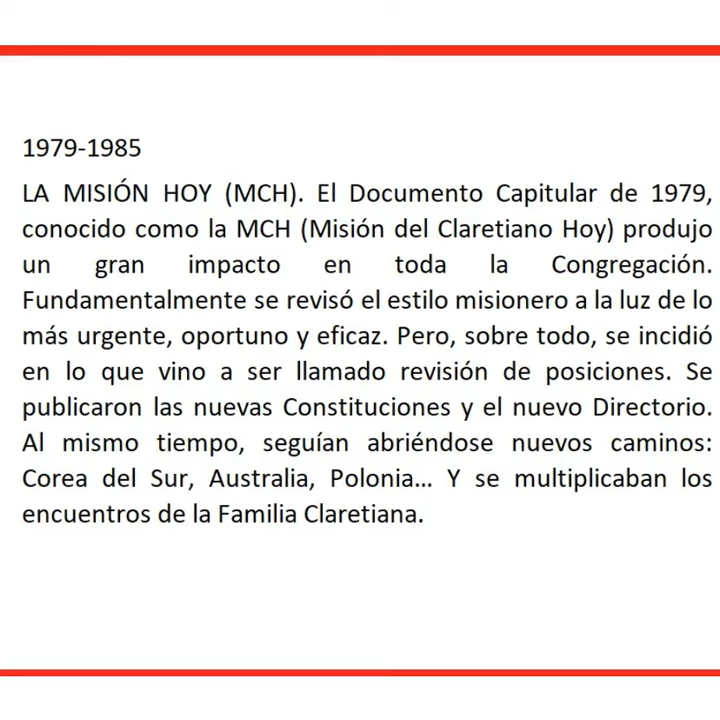 1979-1985
LA MISIÓN HOY (MCH). El Documento Capitular de 1979,
conocido como la MCH (Misión del Claretiano Hoy) produjo
un gran impacto en toda la Congregación.
Fundamentalmente se revisó el estilo misionero a la luz de lo
más urgente, oportuno y eficaz. Pero, sobre todo, se incidió
en lo que vino a ser llamado revisión de posiciones. Se
publicaron las nuevas Constituciones y el nuevo Directorio.
Al mismo tiempo, seguían abriéndose nuevos caminos:
Corea del Sur, Australia, Polonia... Y se multiplicaban los
encuentros de la Familia Claretiana.